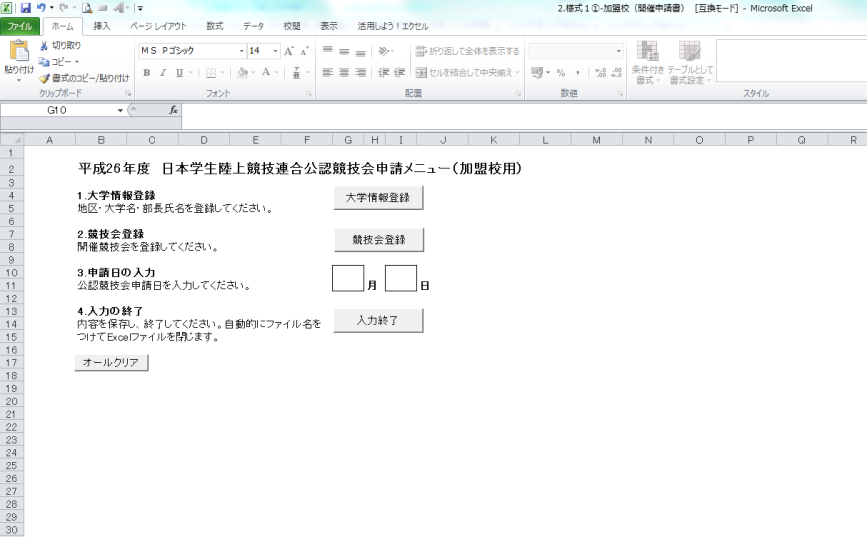 2.様式１①-加盟校（開催申請書） [互換モード] - Microsoft Excel
ファイル ホーム 挿入 ページ レイアウト 数式 データ 校閲 表示 活用しよう！エクセル
貼り付け
切り取り
コピー
書式のコピー/貼り付け
クリップボード
ＭＳ Ｐゴシック 14
B I U
フォント
折り返して全体を表示する
セルを結合して中央揃え
配置
数値
条件付き書式
テーブルとして書式設定
スタイル
G10 fx
A B C D E F G H I J K L M N O P Q R
1
2 平成26年度 日本学生陸上競技連合公認競技会申請メニュー（加盟校用）
3
4 1.大学情報登録 大学情報登録
5 地区・大学名・部長氏名を登録してください。
6
7 2.競技会登録 競技会登録
8 開催競技会を登録してください。
9
10 3.申請日の入力
11 公認競技会申請日を入力してください。 月 日
12
13 4.入力の終了 入力終了
14 内容を保存し、終了してください。自動的にファイル名を
15 つけてExcelファイルを閉じます。
16
17 オールクリア
18
19
20
21
22
23
24
25
26
27
28
29
30